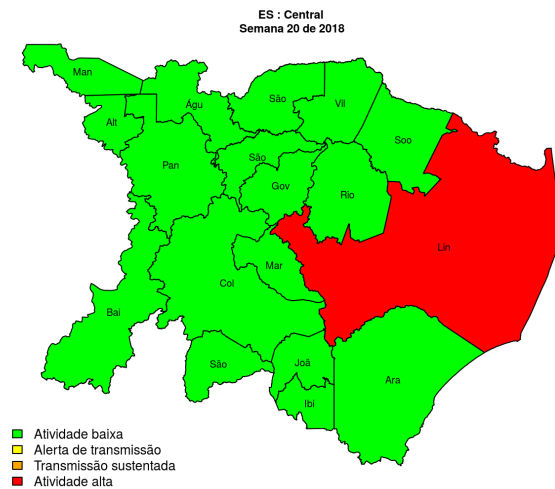 ES : Central
Semana 20 de 2018
Man
Alt
Águ
São
Vil
Soo
Pan
São
Gov
Rio
Lin
Mar
Col
Bai
São
Joã
Ara
Ibi
Atividade baixa
Alerta de transmissão
Transmissão sustentada
Atividade alta